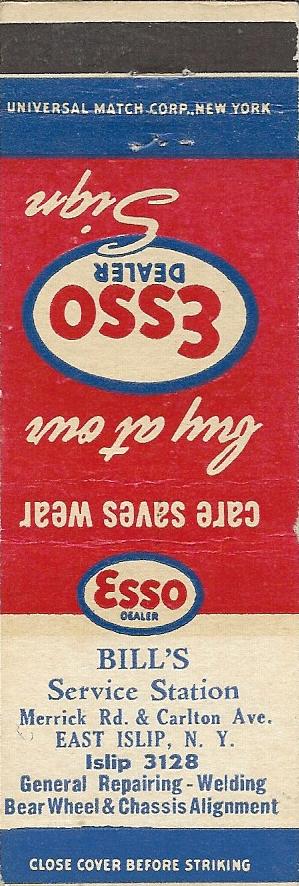 UNIVERSAL MATCH CORP., NEW YORK
care saves wear
buy at our
Esso
DEALER
Sign
Esso
DEALER
BILL'S
Service Station
Merrick Rd. & Carlton Ave.
EAST ISLIP, N. Y.
Islip 3128
General Repairing - Welding
Bear Wheel & Chassis Alignment
CLOSE COVER BEFORE STRIKING